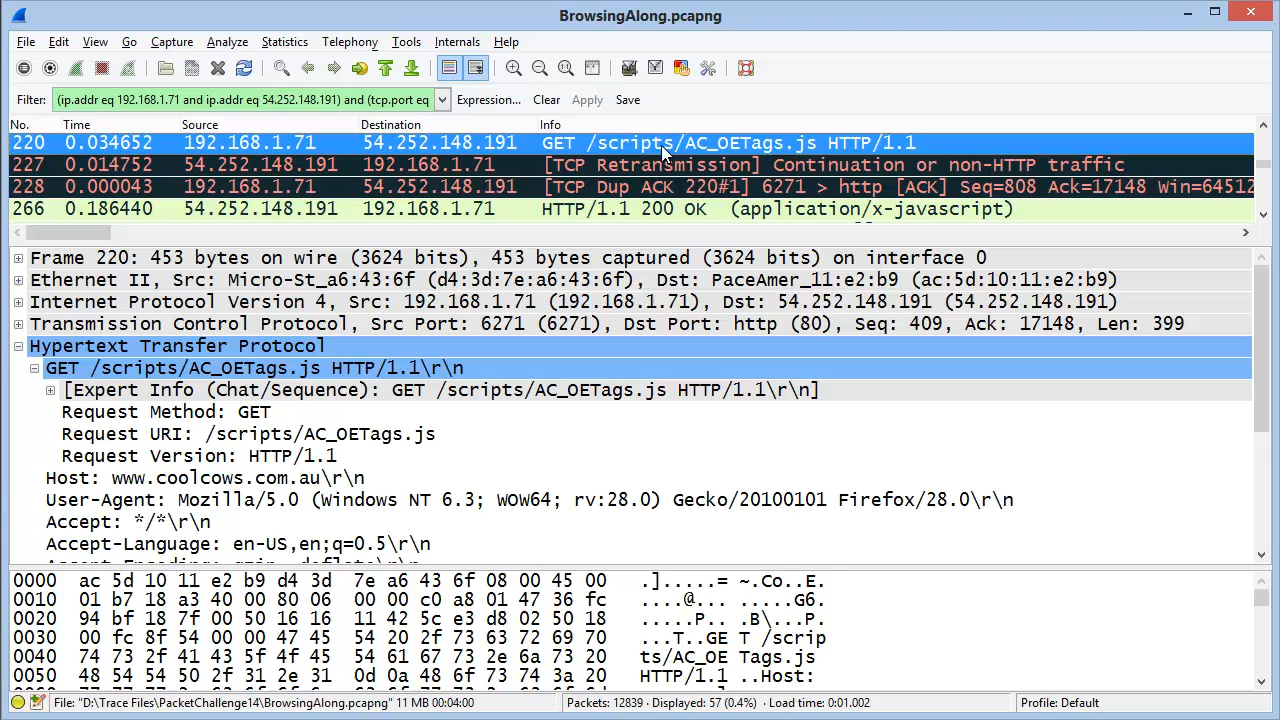 BrowsingAlong.pcapng
File Edit View Go Capture Analyze Statistics Telephony Tools Internals Help
Filter: (ip.addr eq 192.168.1.71 and ip.addr eq 54.252.148.191) and (tcp.port eq Expression... Clear Apply Save
No. Time Source Destination Info
220 0.034652 192.168.1.71 54.252.148.191 GET /scripts/AC_OETags.js HTTP/1.1
227 0.014752 54.252.148.191 192.168.1.71 [TCP Retransmission] Continuation or non-HTTP traffic
228 0.000043 192.168.1.71 54.252.148.191 [TCP Dup ACK 220#1] 6271 > http [ACK] Seq=808 Ack=17148 Win=64512
266 0.186440 54.252.148.191 192.168.1.71 HTTP/1.1 200 OK (application/x-javascript)
Frame 220: 453 bytes on wire (3624 bits), 453 bytes captured (3624 bits) on interface 0
Ethernet II, Src: Micro-St_a6:43:6f (d4:3d:7e:a6:43:6f), Dst: PaceAmer_11:e2:b9 (ac:5d:10:11:e2:b9)
Internet Protocol Version 4, Src: 192.168.1.71 (192.168.1.71), Dst: 54.252.148.191 (54.252.148.191)
Transmission Control Protocol, Src Port: 6271 (6271), Dst Port: http (80), Seq: 409, Ack: 17148, Len: 399
Hypertext Transfer Protocol
GET /scripts/AC_OETags.js HTTP/1.1\r\n
[Expert Info (Chat/Sequence): GET /scripts/AC_OETags.js HTTP/1.1\r\n]
Request Method: GET
Request URI: /scripts/AC_OETags.js
Request Version: HTTP/1.1
Host: www.coolcows.com.au\r\n
User-Agent: Mozilla/5.0 (Windows NT 6.3; WOW64; rv:28.0) Gecko/20100101 Firefox/28.0\r\n
Accept: */*\r\n
Accept-Language: en-US,en;q=0.5\r\n
0000 ac 5d 10 11 e2 b9 d4 3d 7e a6 43 6f 08 00 45 00 .].....= ~.Co..E.
0010 01 b7 18 a3 40 00 80 06 00 00 c0 a8 01 47 36 fc ....@... .....G6.
0020 94 bf 18 7f 00 50 16 16 11 42 5c e3 d8 02 50 18 .....P.. .B\...P.
0030 00 fc 8f 54 00 00 47 45 54 20 2f 73 63 72 69 70 ...T..GE T /scrip
0040 74 73 2f 41 43 5f 4f 45 54 61 67 73 2e 6a 73 20 ts/AC_OE Tags.js
0050 48 54 54 50 2f 31 2e 31 0d 0a 48 6f 73 74 3a 20 HTTP/1.1 ..Host:
File: "D:\Trace Files\PacketChallenge14\BrowsingAlong.pcapng" 11 MB 00:04:00 Packets: 12839 · Displayed: 57 (0.4%) · Load time: 0:01.002 Profile: Default